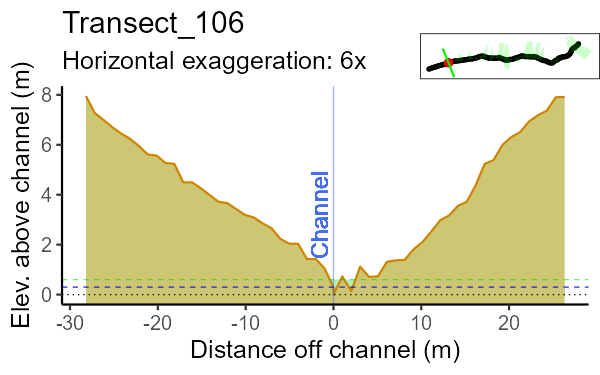 Transect_106
Horizontal exaggeration: 6x
Elev. above channel (m)
8
6
4
2
0
Channel
-30
-20
-10
0
10
20
Distance off channel (m)